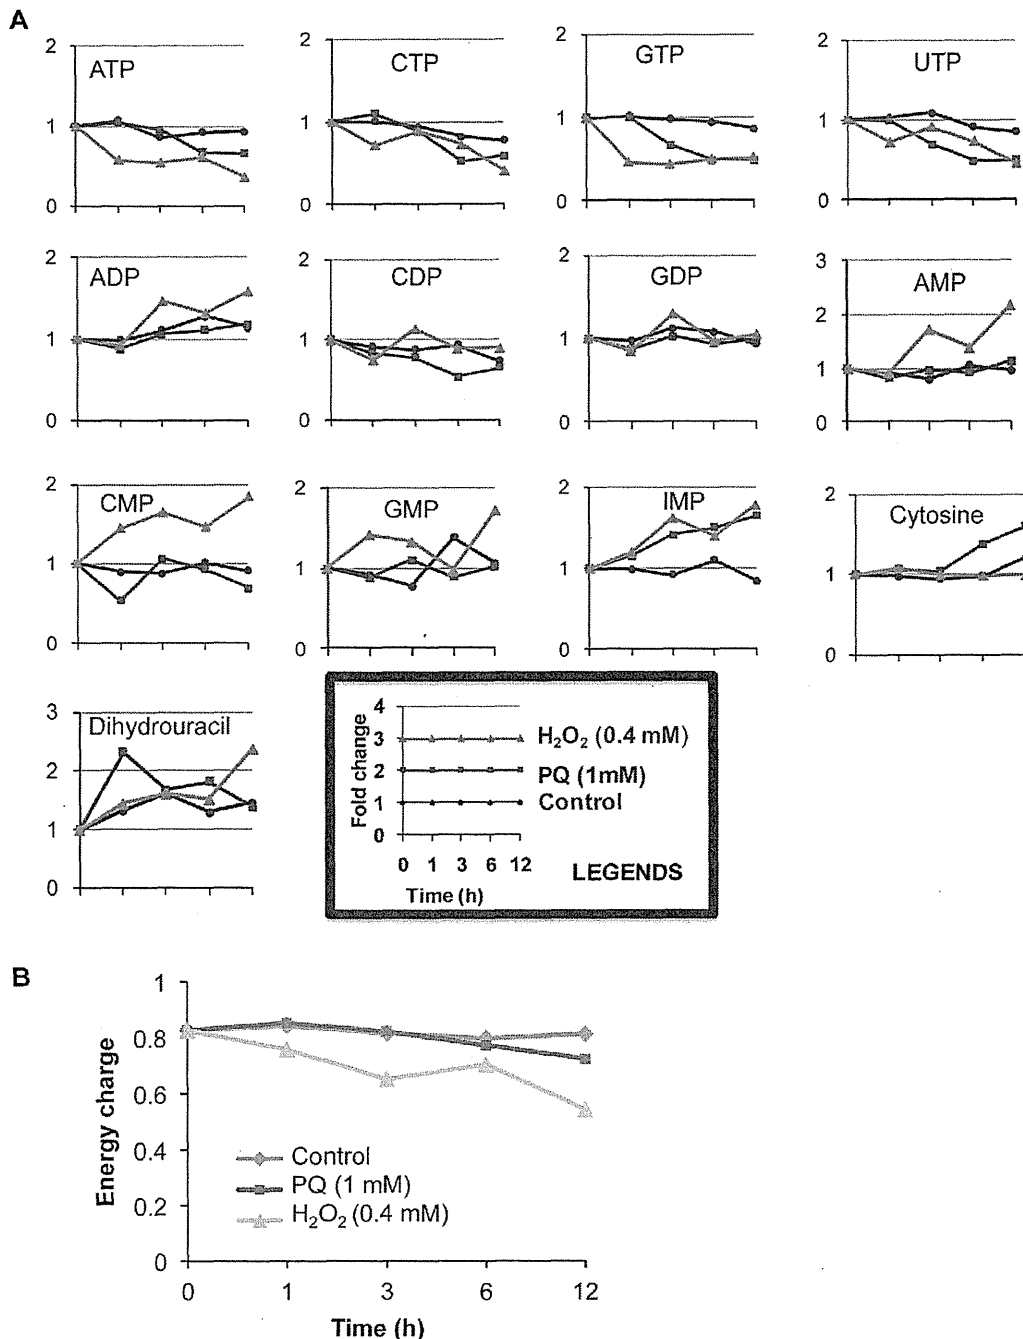 A
2
1
0
ATP
2
1
0
CTP
2
1
0
GTP
2
1
0
UTP
2
1
0
ADP
2
1
0
CDP
2
1
0
GDP
3
2
1
0
AMP
2
1
0
CMP
2
1
0
GMP
2
1
0
IMP
2
1
0
Cytosine
3
2
1
0
Dihydrouracil
Fold change
4
3
2
1
0
H₂O₂ (0.4 mM)
PQ (1mM)
Control
0 1 3 6 12
Time (h)
LEGENDS
B
Energy charge
1
0.8
0.6
0.4
0.2
0
Control
PQ (1 mM)
H₂O₂ (0.4 mM)
0 1 3 6 12
Time (h)